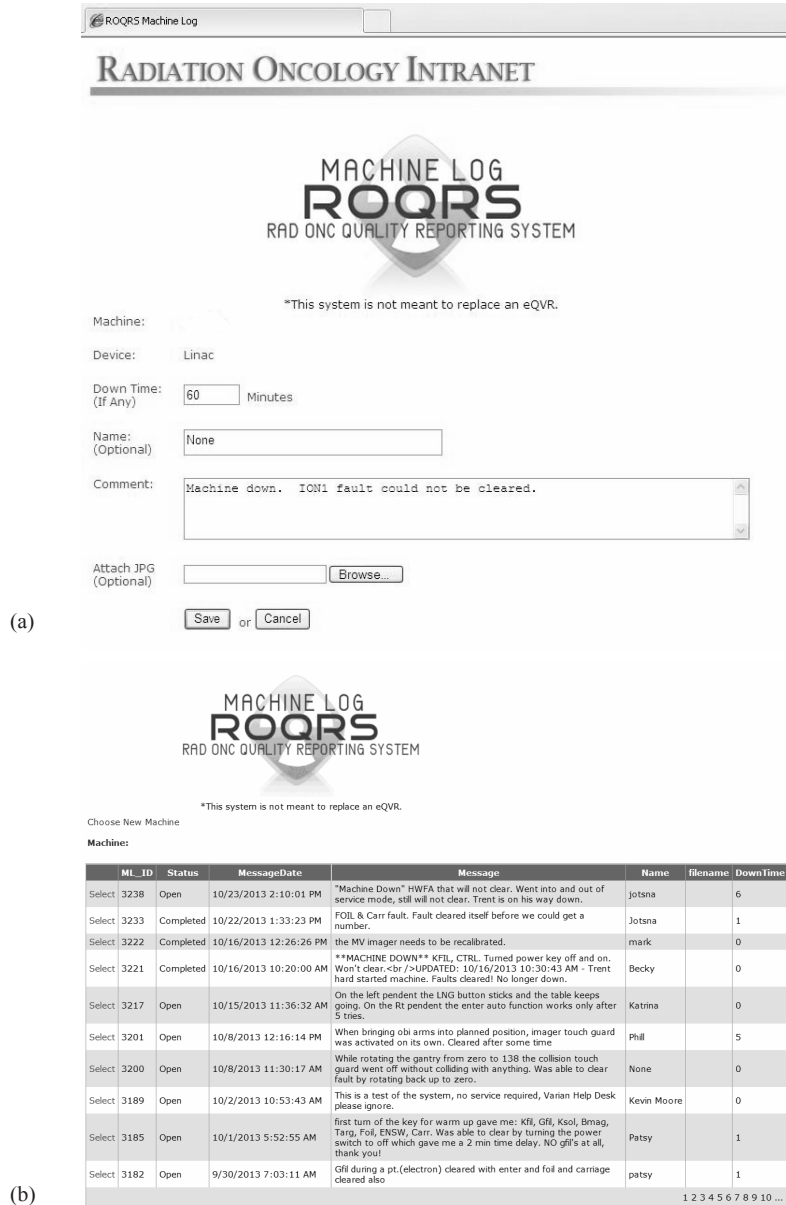 ROQRS Machine Log
RADIATION ONCOLOGY INTRANET
MACHINE LOG
ROQRS
RAD ONC QUALITY REPORTING SYSTEM
*This system is not meant to replace an eQVR.
Machine:
Device: Linac
Down Time: 60 Minutes
(If Any)
Name: None
(Optional)
Comment: Machine down. ION1 fault could not be cleared.
Attach JPG Browse...
(Optional)
Save or Cancel
(a)
MACHINE LOG
ROQRS
RAD ONC QUALITY REPORTING SYSTEM
*This system is not meant to replace an eQVR.
Choose New Machine
Machine:
ML_ID Status MessageDate Message Name filename DownTime
Select 3238 Open 10/23/2013 2:10:01 PM "Machine Down" HWFA that will not clear. Went into and out of
service mode, still will not clear. Trent is on his way down. jotsna 6
Select 3233 Completed 10/22/2013 1:33:23 PM FOIL & Carr fault. Fault cleared itself before we could get a
number. Jotsna 1
Select 3222 Completed 10/16/2013 12:26:26 PM the MV imager needs to be recalibrated. mark 0
Select 3221 Completed 10/16/2013 10:20:00 AM **MACHINE DOWN** KFIL, CTRL. Turned power key off and on.
Won't clear.<br />UPDATED: 10/16/2013 10:30:43 AM - Trent
hard started machine. Faults cleared! No longer down. Becky 0
Select 3217 Open 10/15/2013 11:36:32 AM On the left pendent the LNG button sticks and the table keeps
going. On the Rt pendent the enter auto function works only after
5 tries. Katrina 0
Select 3201 Open 10/8/2013 12:16:14 PM When bringing obi arms into planned position, imager touch guard
was activated on its own. Cleared after some time Phill 5
Select 3200 Open 10/8/2013 11:30:17 AM While rotating the gantry from zero to 138 the collision touch
guard went off without colliding with anything. Was able to clear
fault by rotating back up to zero. None 0
Select 3189 Open 10/2/2013 10:53:43 AM This is a test of the system, no service required, Varian Help Desk
please ignore. Kevin Moore 0
Select 3185 Open 10/1/2013 5:52:55 AM first turn of the key for warm up gave me: Kfil, Gfil, Ksol, Bmag,
Targ, Foil, ENSW, Carr. Was able to clear by turning the power
switch to off which gave me a 2 min time delay. NO gfil's at all,
thank you! Patsy 1
Select 3182 Open 9/30/2013 7:03:11 AM Gfil during a pt.(electron) cleared with enter and foil and carriage
cleared also patsy 1
1 2 3 4 5 6 7 8 9 10 ...
(b)